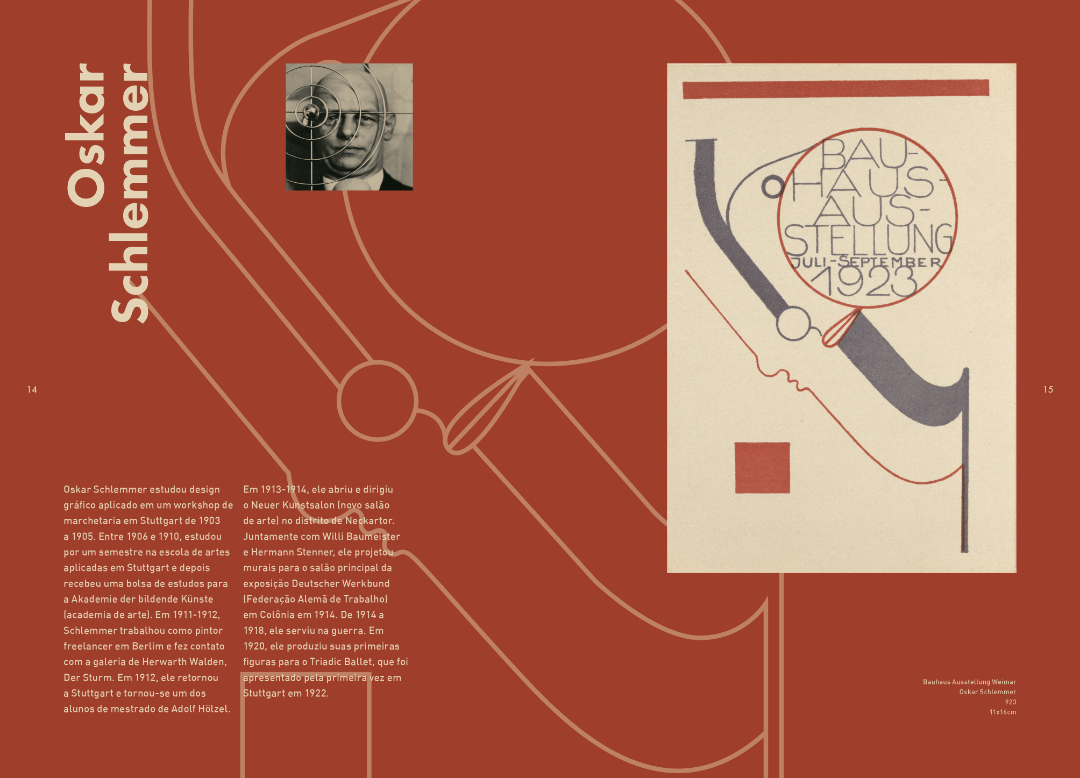 Oskar
Schlemmer
14
Oskar Schlemmer estudou design
gráfico aplicado em um workshop de
marchetaria em Stuttgart de 1903
a 1905. Entre 1906 e 1910, estudou
por um semestre na escola de artes
aplicadas em Stuttgart e depois
recebeu uma bolsa de estudos para
a Akademie der bildende Künste
(academia de arte). Em 1911-1912,
Schlemmer trabalhou como pintor
freelancer em Berlim e fez contato
com a galeria de Herwarth Walden,
Der Sturm. Em 1912, ele retornou
a Stuttgart e tornou-se um dos
alunos de mestrado de Adolf Hölzel.
Em 1913-1914, ele abriu e dirigiu
o Neuer Kunstsalon (novo salão
de arte) no distrito de Neckartor.
Juntamente com Willi Baumeister
e Hermann Stenner, ele projetou
murais para o salão principal da
exposição Deutscher Werkbund
(Federação Alemã de Trabalho)
em Colônia em 1914. De 1914 a
1918, ele serviu na guerra. Em
1920, ele produziu suas primeiras
figuras para o Triadic Ballet, que foi
apresentado pela primeira vez em
Stuttgart em 1922.
BAU-
HAUS-
AUS-
STELLUNG
JULI-SEPTEMBER
1923
15
Bauhaus Ausstellung Weimar
Oskar Schlemmer
923
11x16cm